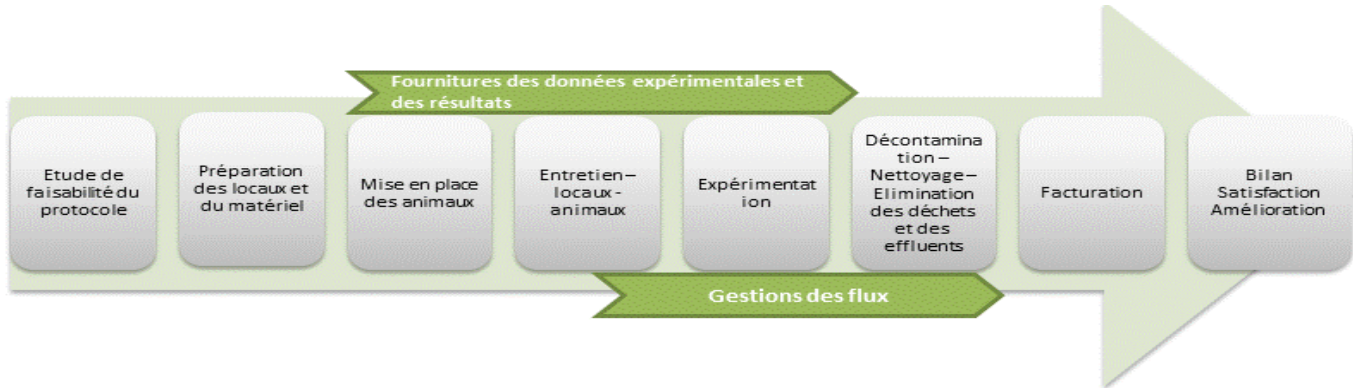 Fournitures des données expérimentales et
des résultats
Etude de
faisabilité du
protocole
Préparation
des locaux et
du matériel
Mise en place
des animaux
Entretien–
locaux -
animaux
Expérimentat
ion
Décontamina
tion –
Nettoyage–
Elimination
des déchets
et des
effluents
Facturation
Bilan
Satisfaction
Amélioration
Gestions des flux